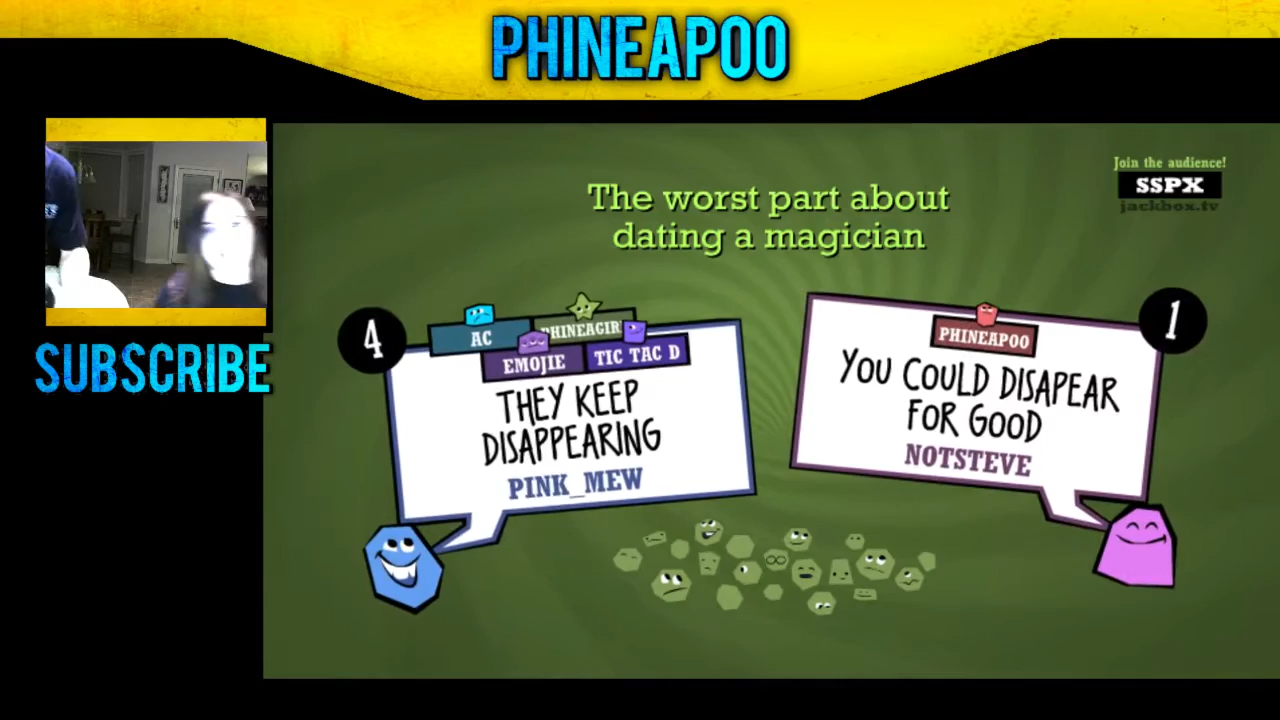 PHINEAPOO
Join the audience!
SSPX
jackbox.tv
The worst part about
dating a magician
4
AC
PHINEAGIR
EMOJIE
TIC TAC D
THEY KEEP
DISAPPEARING
PINK_MEW
1
PHINEAPOO
YOU COULD DISAPEAR
FOR GOOD
NOTSTEVE
SUBSCRIBE